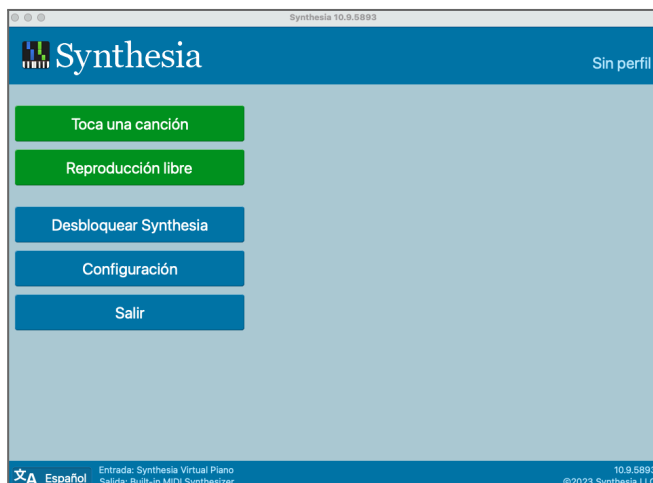 Synthesia 10.9.5893
Synthesia
Sin perfil
Toca una canción
Reproducción libre
Desbloquear Synthesia
Configuración
Salir
Español
Entrada: Synthesia Virtual Piano
Salida: Built-in MIDI Synthesizer
10.9.5893
©2023 Synthesia LLC